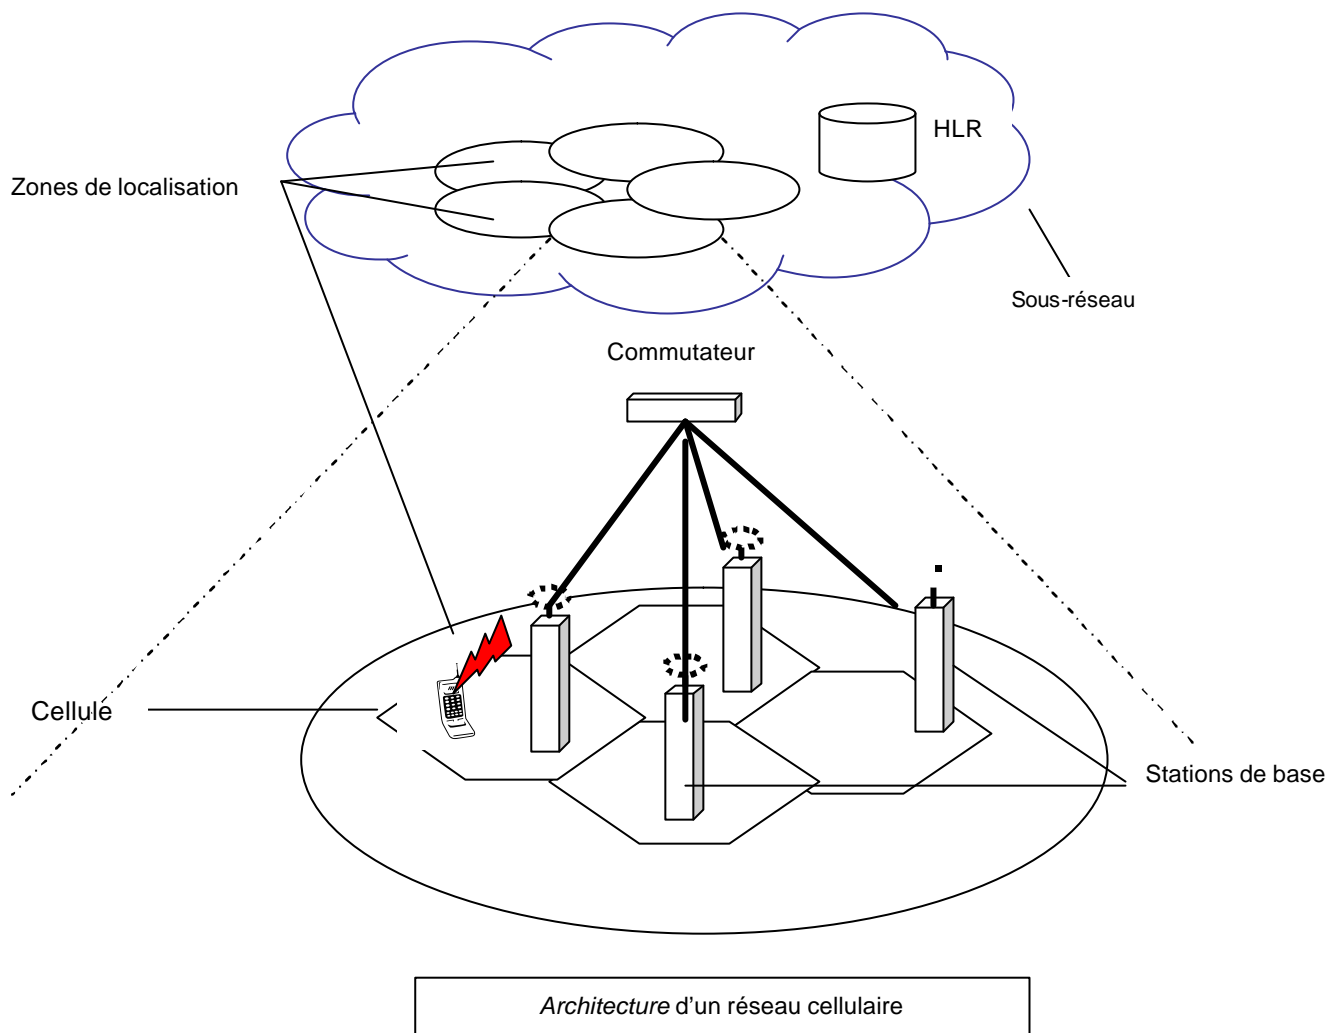 HLR
Zones de localisation
Sous-réseau
Commutateur
Cellule
Stations de base
Architecture d'un réseau cellulaire